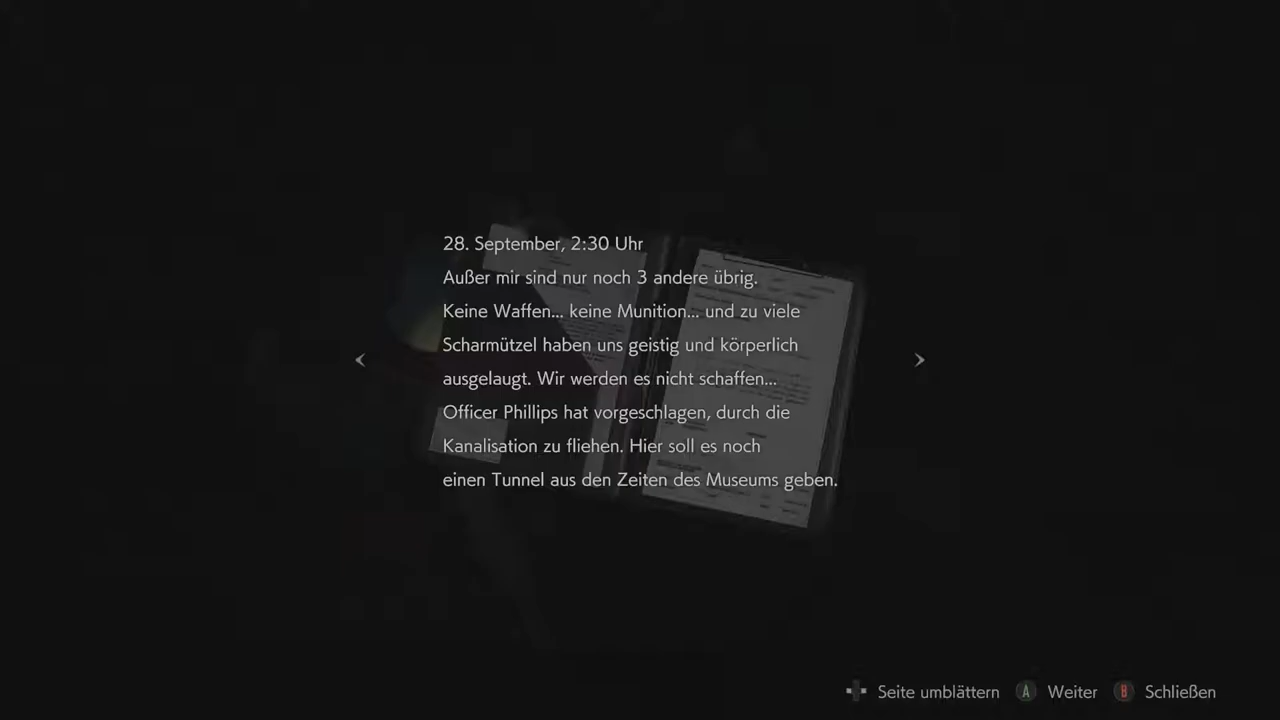 28. September, 2:30 Uhr
Außer mir sind nur noch 3 andere übrig.
Keine Waffen... keine Munition... und zu viele
Scharmützel haben uns geistig und körperlich
ausgelaugt. Wir werden es nicht schaffen...
Officer Phillips hat vorgeschlagen, durch die
Kanalisation zu fliehen. Hier soll es noch
einen Tunnel aus den Zeiten des Museums geben.
Seite umblättern A Weiter B Schließen